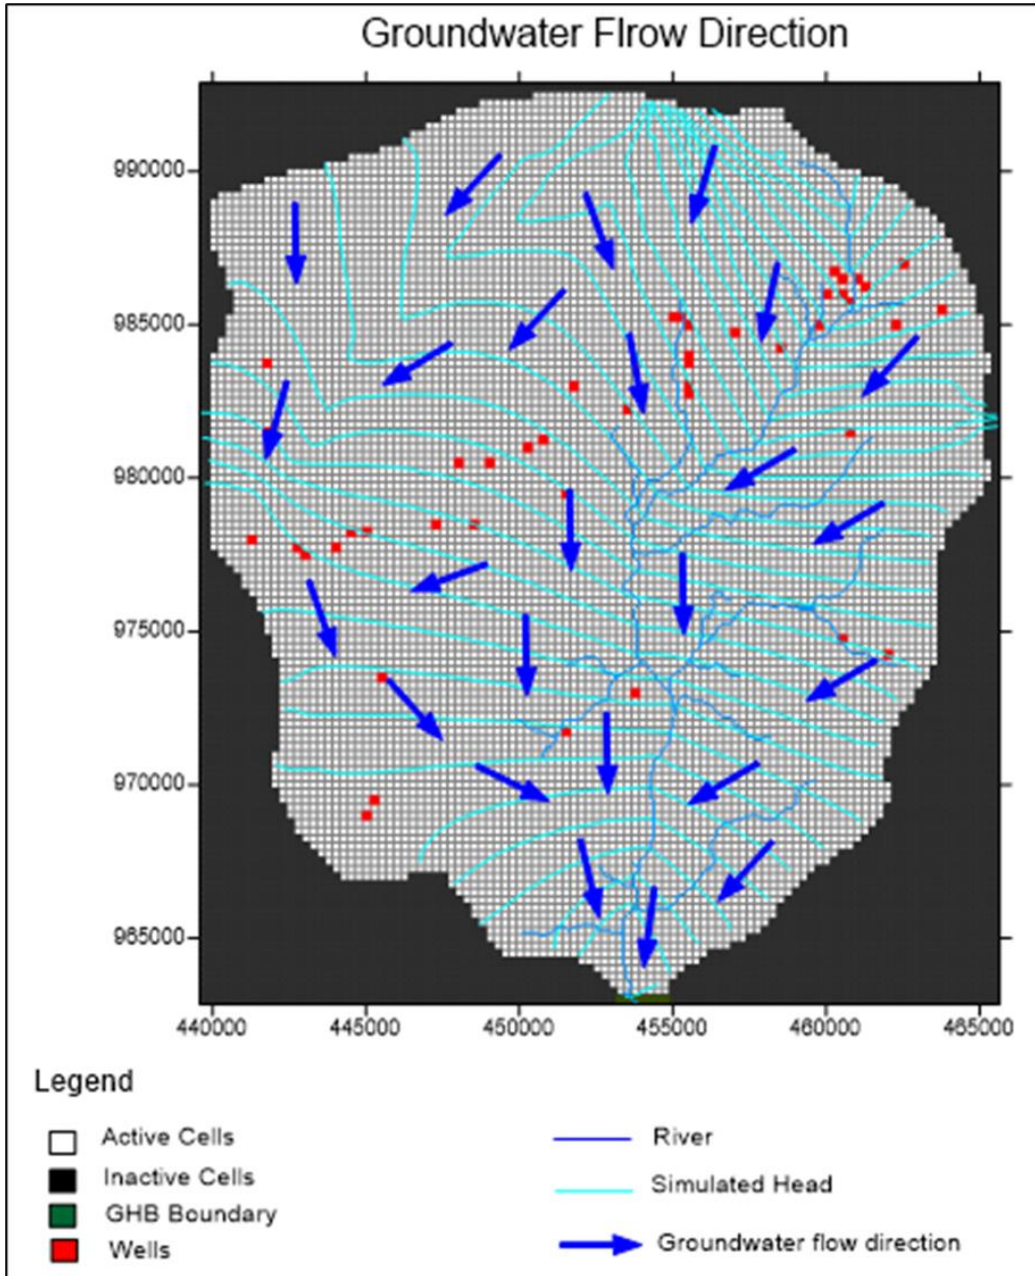 Groundwater Flrow Direction
990000
985000
980000
975000
970000
965000
440000 445000 450000 455000 460000 465000
Legend
Active Cells
Inactive Cells
GHB Boundary
Wells
River
Simulated Head
Groundwater flow direction